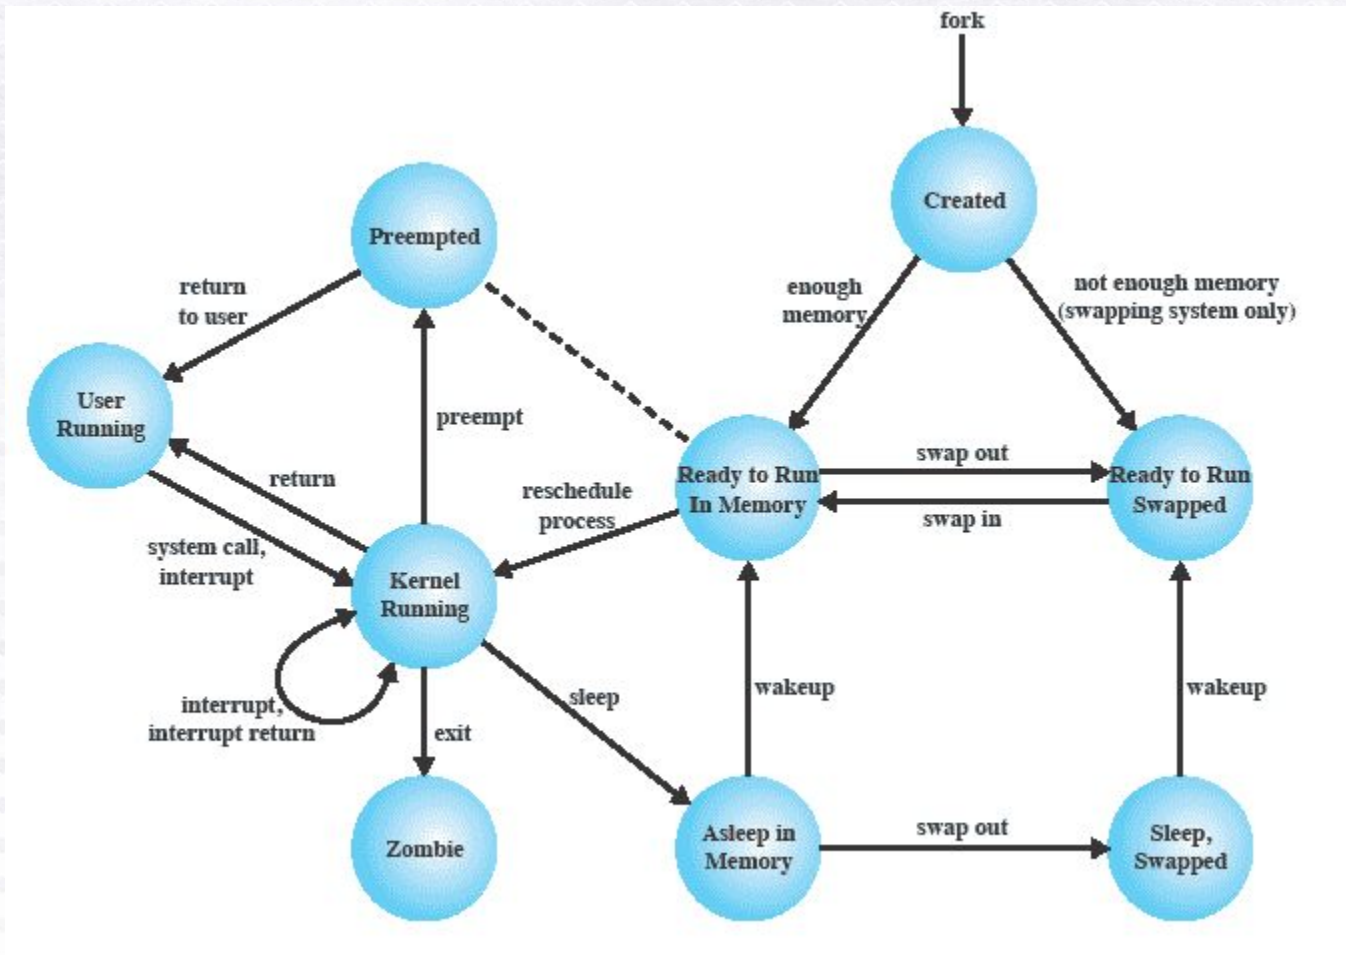 fork
Created
Preempted
return
to user
enough
memory
not enough memory
(swapping system only)
User
Running
preempt
return
reschedule
process
Ready to Run
In Memory
swap out
swap in
Ready to Run
Swapped
system call,
interrupt
Kernel
Running
interrupt,
interrupt return
sleep
exit
wakeup
wakeup
Zombie
Asleep in
Memory
swap out
Sleep,
Swapped